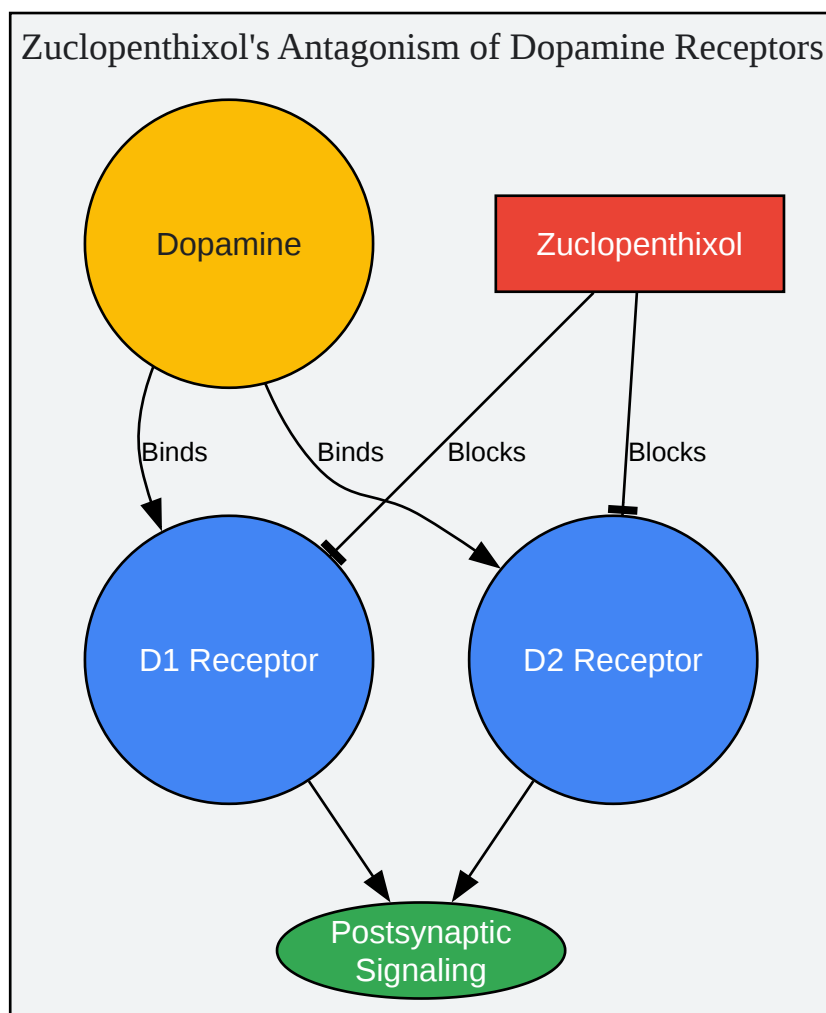 Zuclopenthixol's Antagonism of Dopamine Receptors
Dopamine
Zuclopenthixol
Binds
Binds
Blocks
Blocks
D1 Receptor
D2 Receptor
Postsynaptic
Signaling